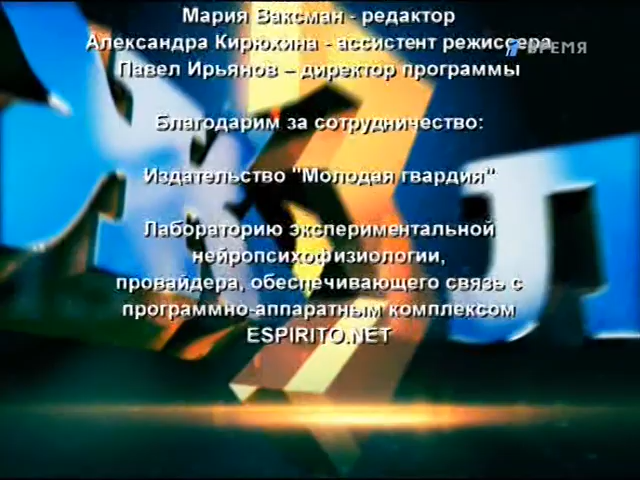 Мария Ваксман - редактор
Александра Кирюхина - ассистент режиссера
ВРЕМЯ
Павел Ирьянов – директор программы
Благодарим за сотрудничество:
Издательство "Молодая гвардия"
Лабораторию экспериментальной
нейропсихофизиологии,
провайдера, обеспечивающего связь с
программно-аппаратным комплексом
ESPIRITO.NET